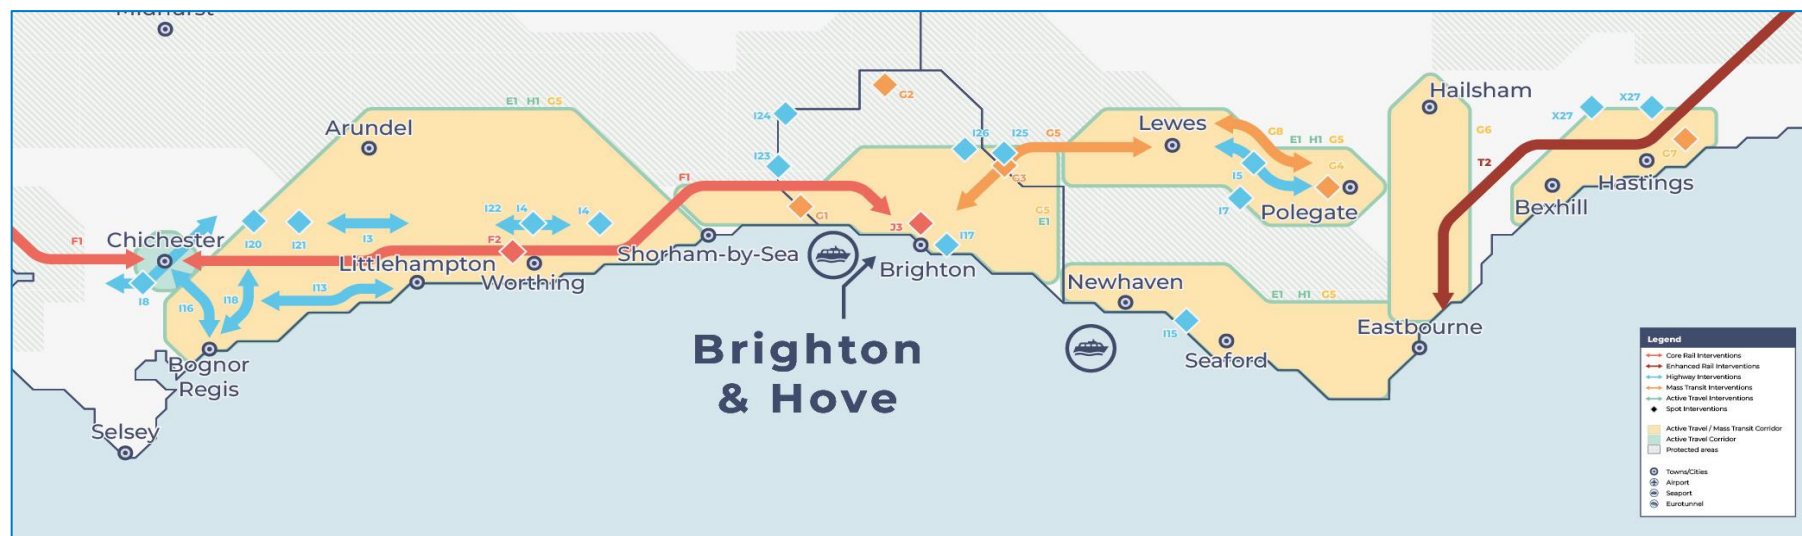 Midhurst
E1 H1 G5
Arundel
I24
G2
I23
I26
I25
G5
G3
Lewes
G8
E1 H1 G5
G4
I5
I7
Polegate
Hailsham
G6
T2
X27
X27
G7
Hastings
Bexhill
F1
Chichester
I20
I21
I3
I22
I4
I4
F2
F1
G1
J3
I17
G5
E1
I8
I16
I18
I13
Littlehampton
Worthing
Shorham-by-Sea
Brighton
Newhaven
E1 H1 G5
I15
Seaford
Eastbourne
Bognor
Regis
Selsey
Brighton
& Hove
Legend
Core Rail Interventions
Enhanced Rail Interventions
Highway Interventions
Mass Transit Interventions
Active Travel Interventions
Spot Interventions
Active Travel / Mass Transit Corridor
Active Travel Corridor
Protected areas
Towns/Cities
Airport
Seaport
Eurotunnel